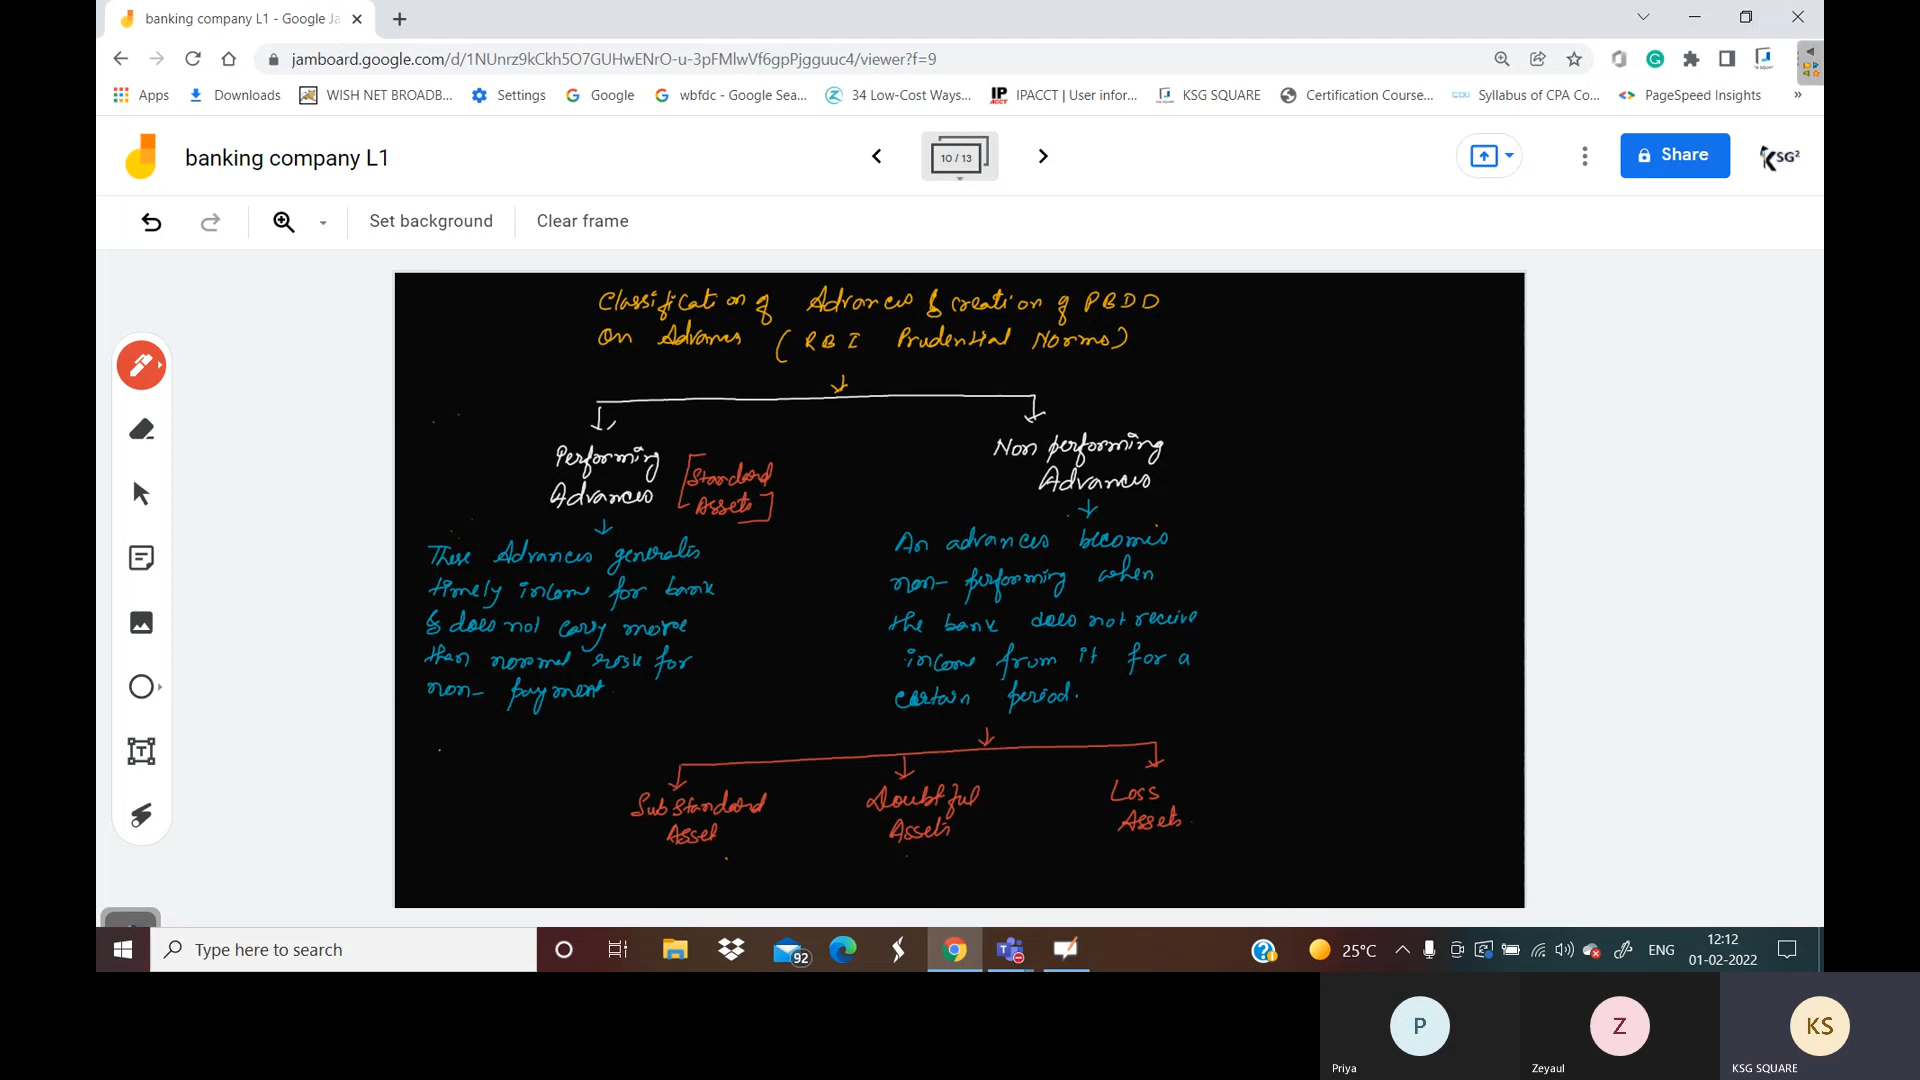 banking company L1 - Google Ja
jamboard.google.com/d/1NUnrz9kCkh5O7GUHwENrO-u-3pFMlwVf6gpPjgguuc4/viewer?f=9
Apps Downloads WISH NET BROADB... Settings Google wbfdc - Google Sea... 34 Low-Cost Ways... IPACCT | User infor... KSG SQUARE Certification Course... Syllabus of CPA Co... PageSpeed Insights »
banking company L1
10 / 13
Share
KSG²
Set background Clear frame
Classification of Advances & creation of PBDD
On Advances (RBI Prudential Norms)
Performing
Advances
[Standard
Assets]
Non performing
Advances
These Advances generates
timely income for bank
& does not carry more
than normal risk for
non-payment
An advances becomes
non-performing when
the bank does not receive
income from it for a
certain period.
Substandard
Asset
Doubtful
Assets
Loss
Assets
Type here to search
92
25°C
ENG
12:12
01-02-2022
P
Priya
Z
Zeyaul
KS
KSG SQUARE